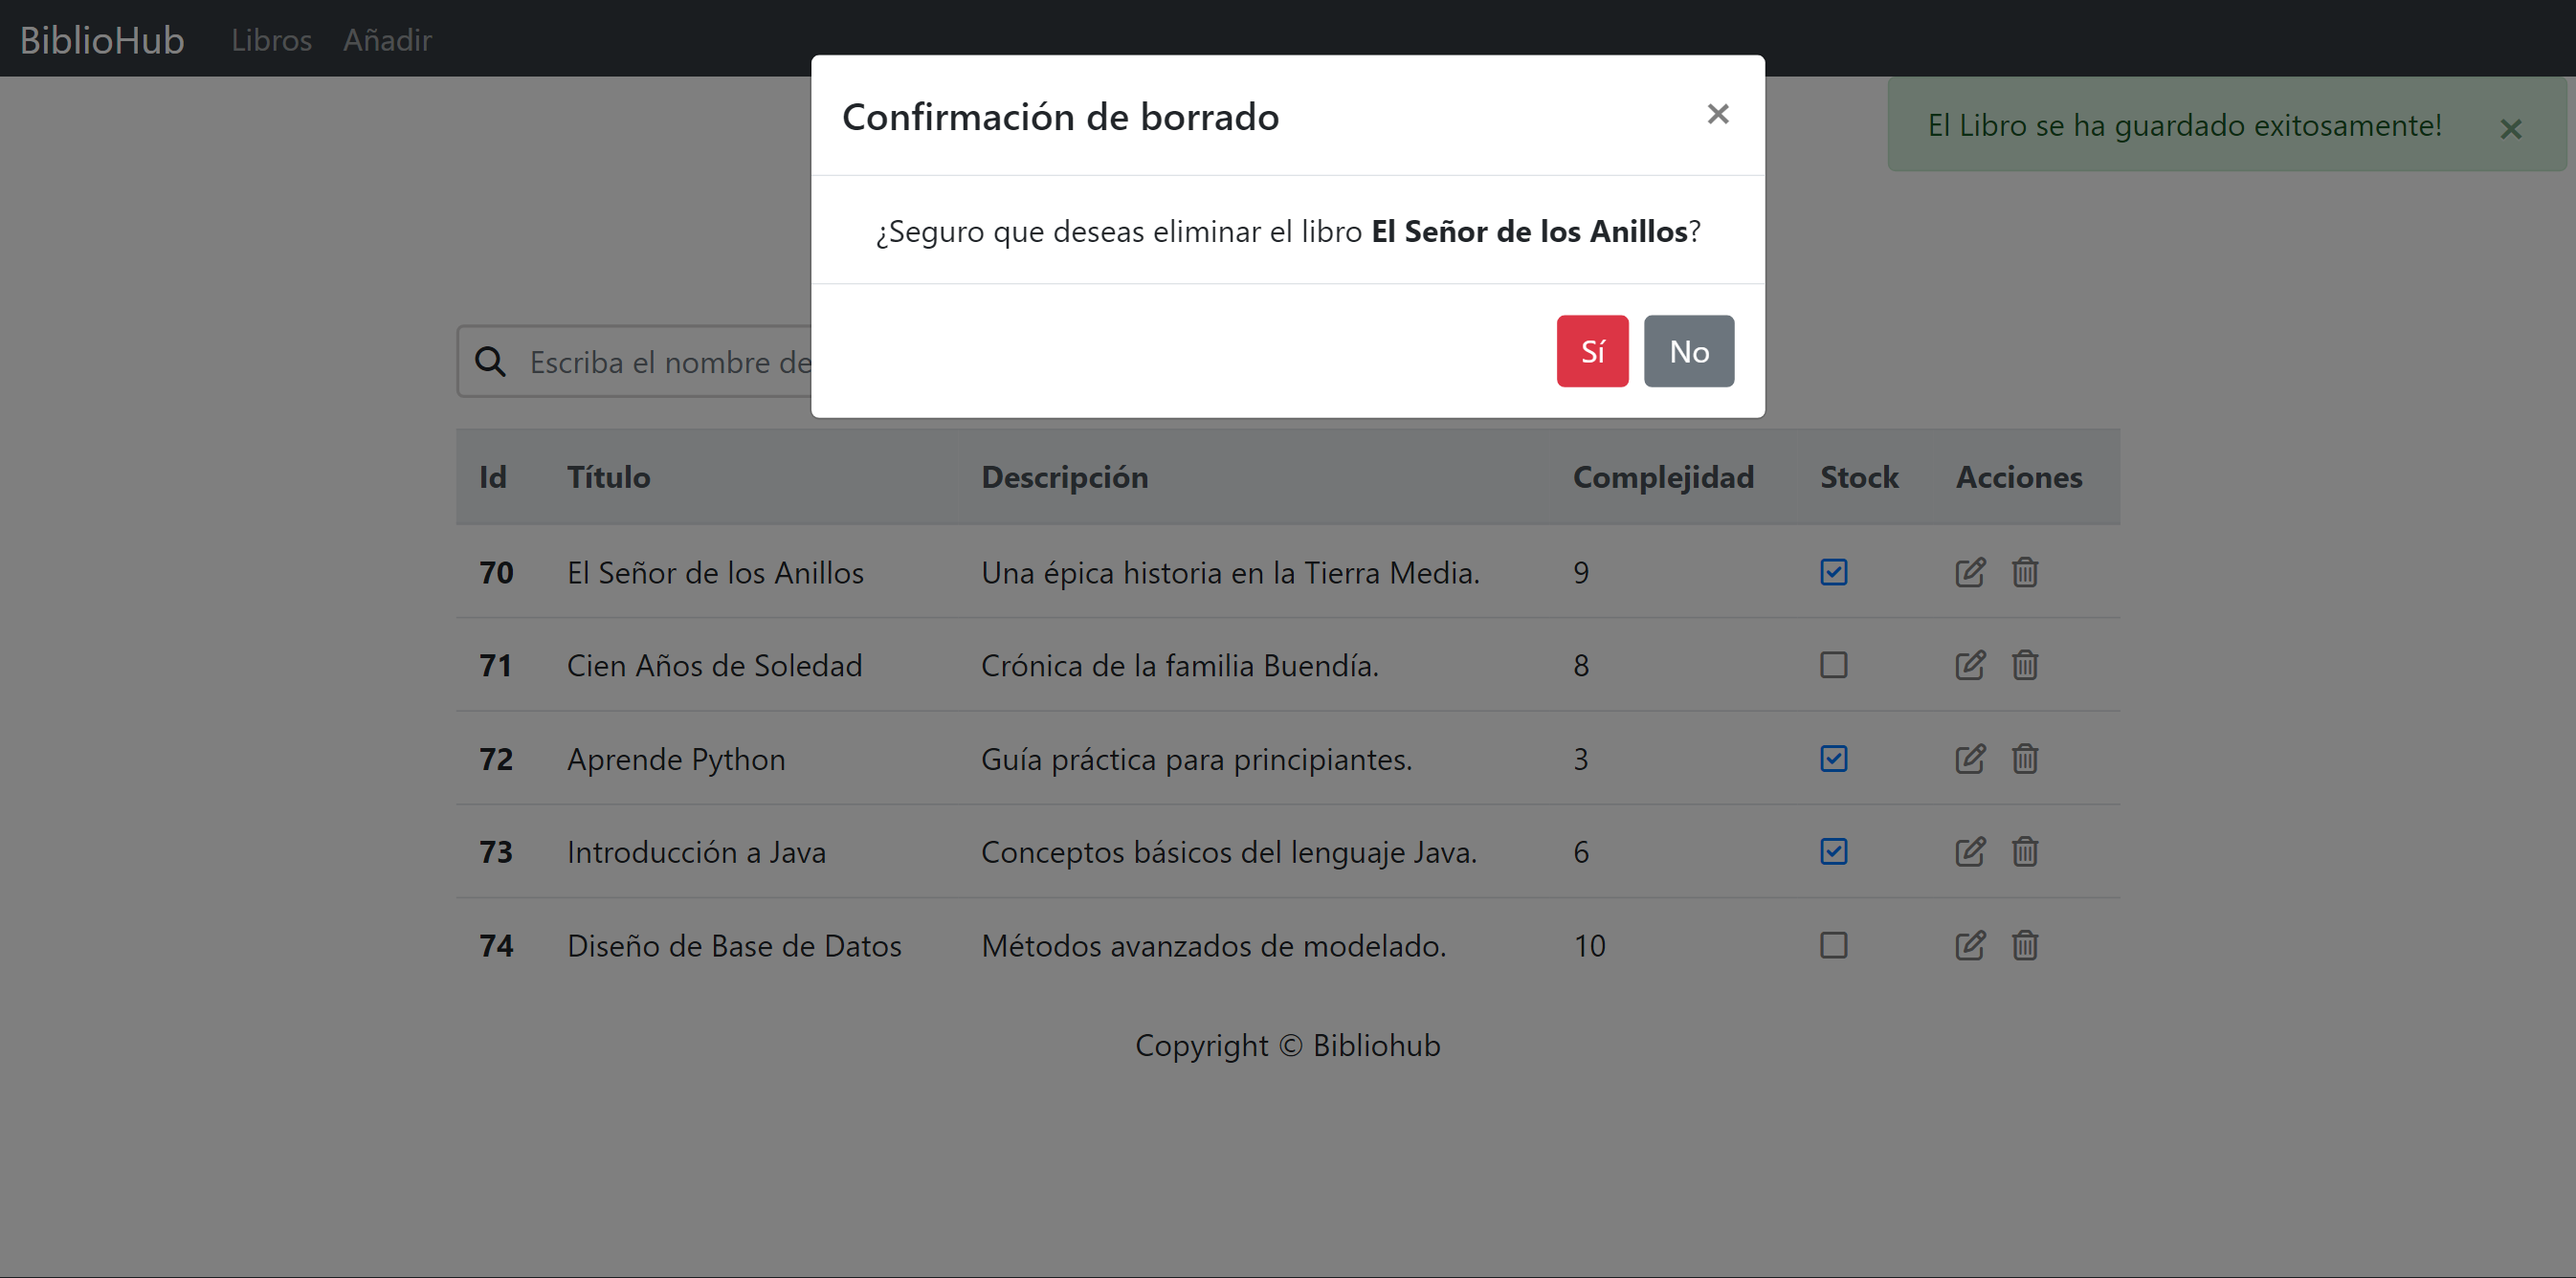 BiblioHub Libros Añadir
Confirmación de borrado ×
El Libro se ha guardado exitosamente! ×
¿Seguro que deseas eliminar el libro El Señor de los Anillos?
Sí No
Escriba el nombre de
Id Título Descripción Complejidad Stock Acciones
70 El Señor de los Anillos Una épica historia en la Tierra Media. 9
71 Cien Años de Soledad Crónica de la familia Buendía. 8
72 Aprende Python Guía práctica para principiantes. 3
73 Introducción a Java Conceptos básicos del lenguaje Java. 6
74 Diseño de Base de Datos Métodos avanzados de modelado. 10
Copyright © Bibliohub